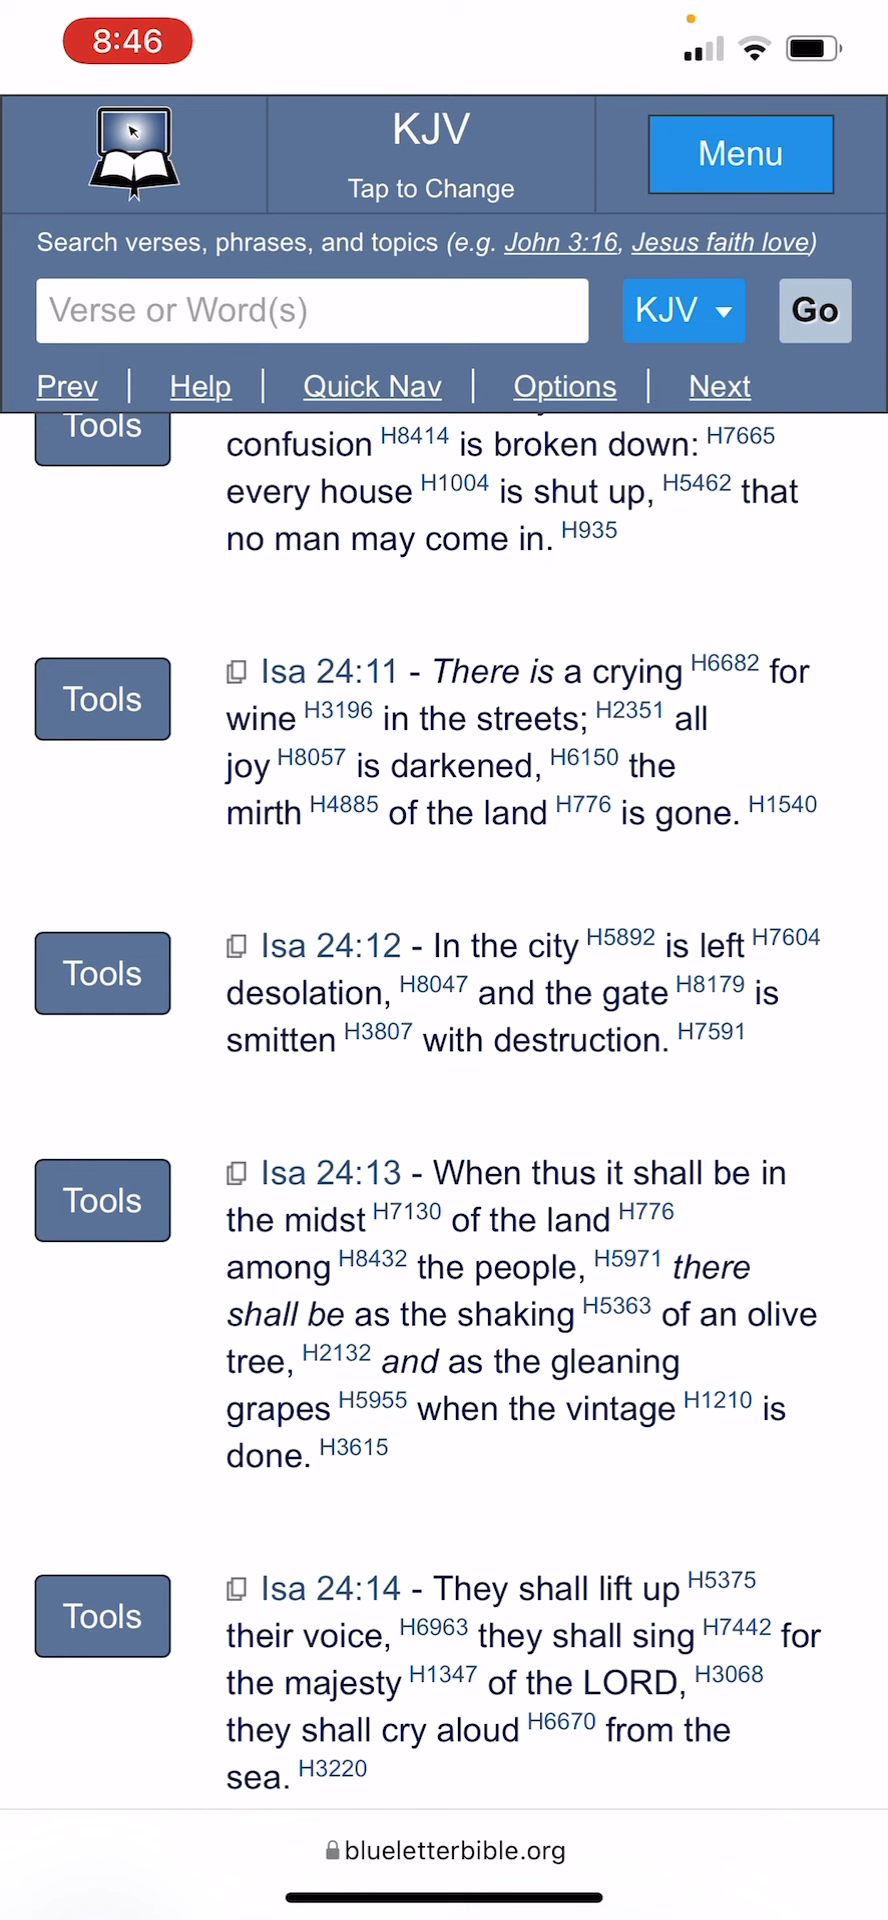 8:46
KJV
Tap to Change
Menu
Search verses, phrases, and topics (e.g. John 3:16, Jesus faith love)
Verse or Word(s)
KJV
Go
Prev | Help | Quick Nav | Options | Next
Tools
confusion H8414 is broken down: H7665
every house H1004 is shut up, H5462 that
no man may come in. H935
Tools
Isa 24:11 - There is a crying H6682 for
wine H3196 in the streets; H2351 all
joy H8057 is darkened, H6150 the
mirth H4885 of the land H776 is gone. H1540
Tools
Isa 24:12 - In the city H5892 is left H7604
desolation, H8047 and the gate H8179 is
smitten H3807 with destruction. H7591
Tools
Isa 24:13 - When thus it shall be in
the midst H7130 of the land H776
among H8432 the people, H5971 there
shall be as the shaking H5363 of an olive
tree, H2132 and as the gleaning
grapes H5955 when the vintage H1210 is
done. H3615
Tools
Isa 24:14 - They shall lift up H5375
their voice, H6963 they shall sing H7442 for
the majesty H1347 of the LORD, H3068
they shall cry aloud H6670 from the
sea. H3220
blueletterbible.org